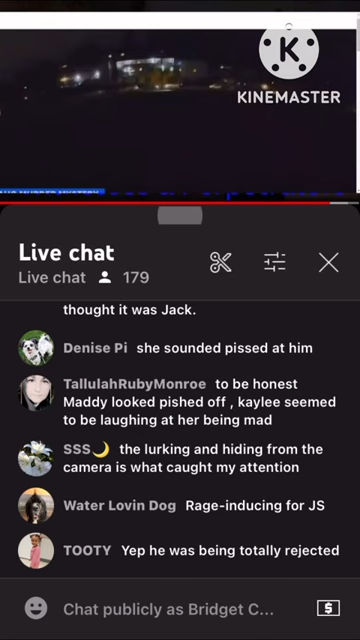 K
KINEMASTER
Live chat
Live chat 179
thought it was Jack.
Denise Pi she sounded pissed at him
TallulahRubyMonroe to be honest
Maddy looked pished off , kaylee seemed
to be laughing at her being mad
SSS🌙 the lurking and hiding from the
camera is what caught my attention
Water Lovin Dog Rage-inducing for JS
TOOTY Yep he was being totally rejected
Chat publicly as Bridget C...
$